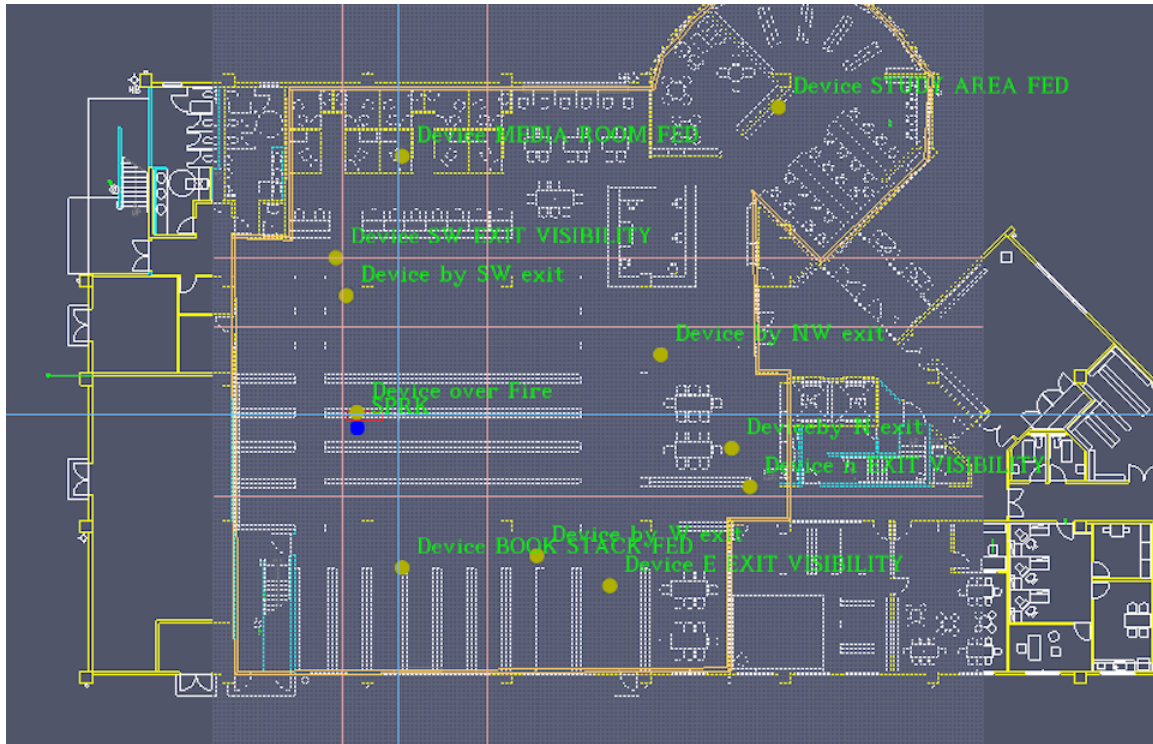 Device STUDY AREA FED
Device MEDIA ROOM FED
Device SW EXIT VISIBILITY
Device by SW exit
Device by NW exit
Device over Fire
SPRK
Deviceby N exit
Device n EXIT VISIBILITY
Device by W exit
Device BOOK STACK FED
Device E EXIT VISIBILITY